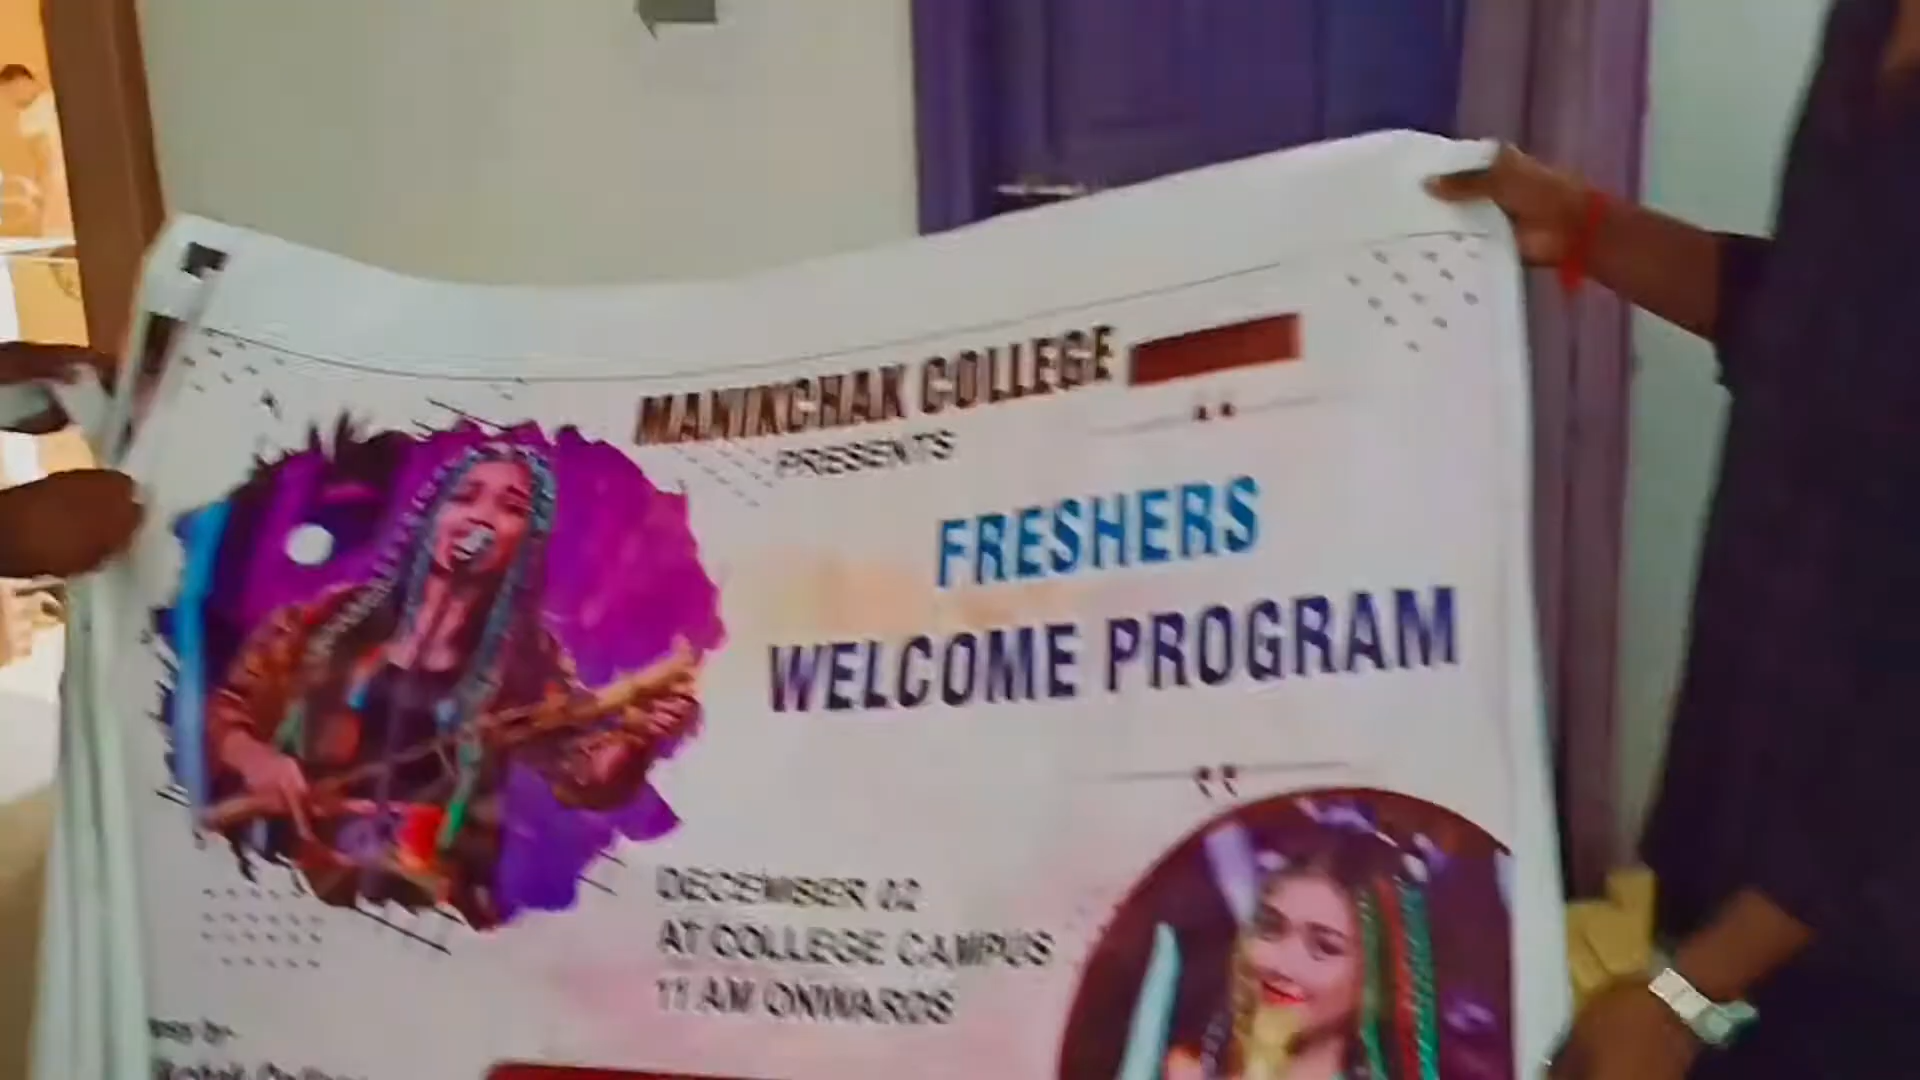 MANIKCHAK COLLEGE
PRESENTS
FRESHERS
WELCOME PROGRAM
DECEMBER 02
AT COLLEGE CAMPUS
11 AM ONWARDS